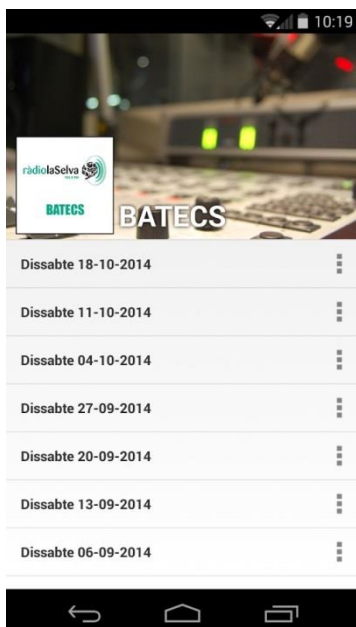 10:19
ràdiolaSelva
BATECS
BATECS
Dissabte 18-10-2014
Dissabte 11-10-2014
Dissabte 04-10-2014
Dissabte 27-09-2014
Dissabte 20-09-2014
Dissabte 13-09-2014
Dissabte 06-09-2014